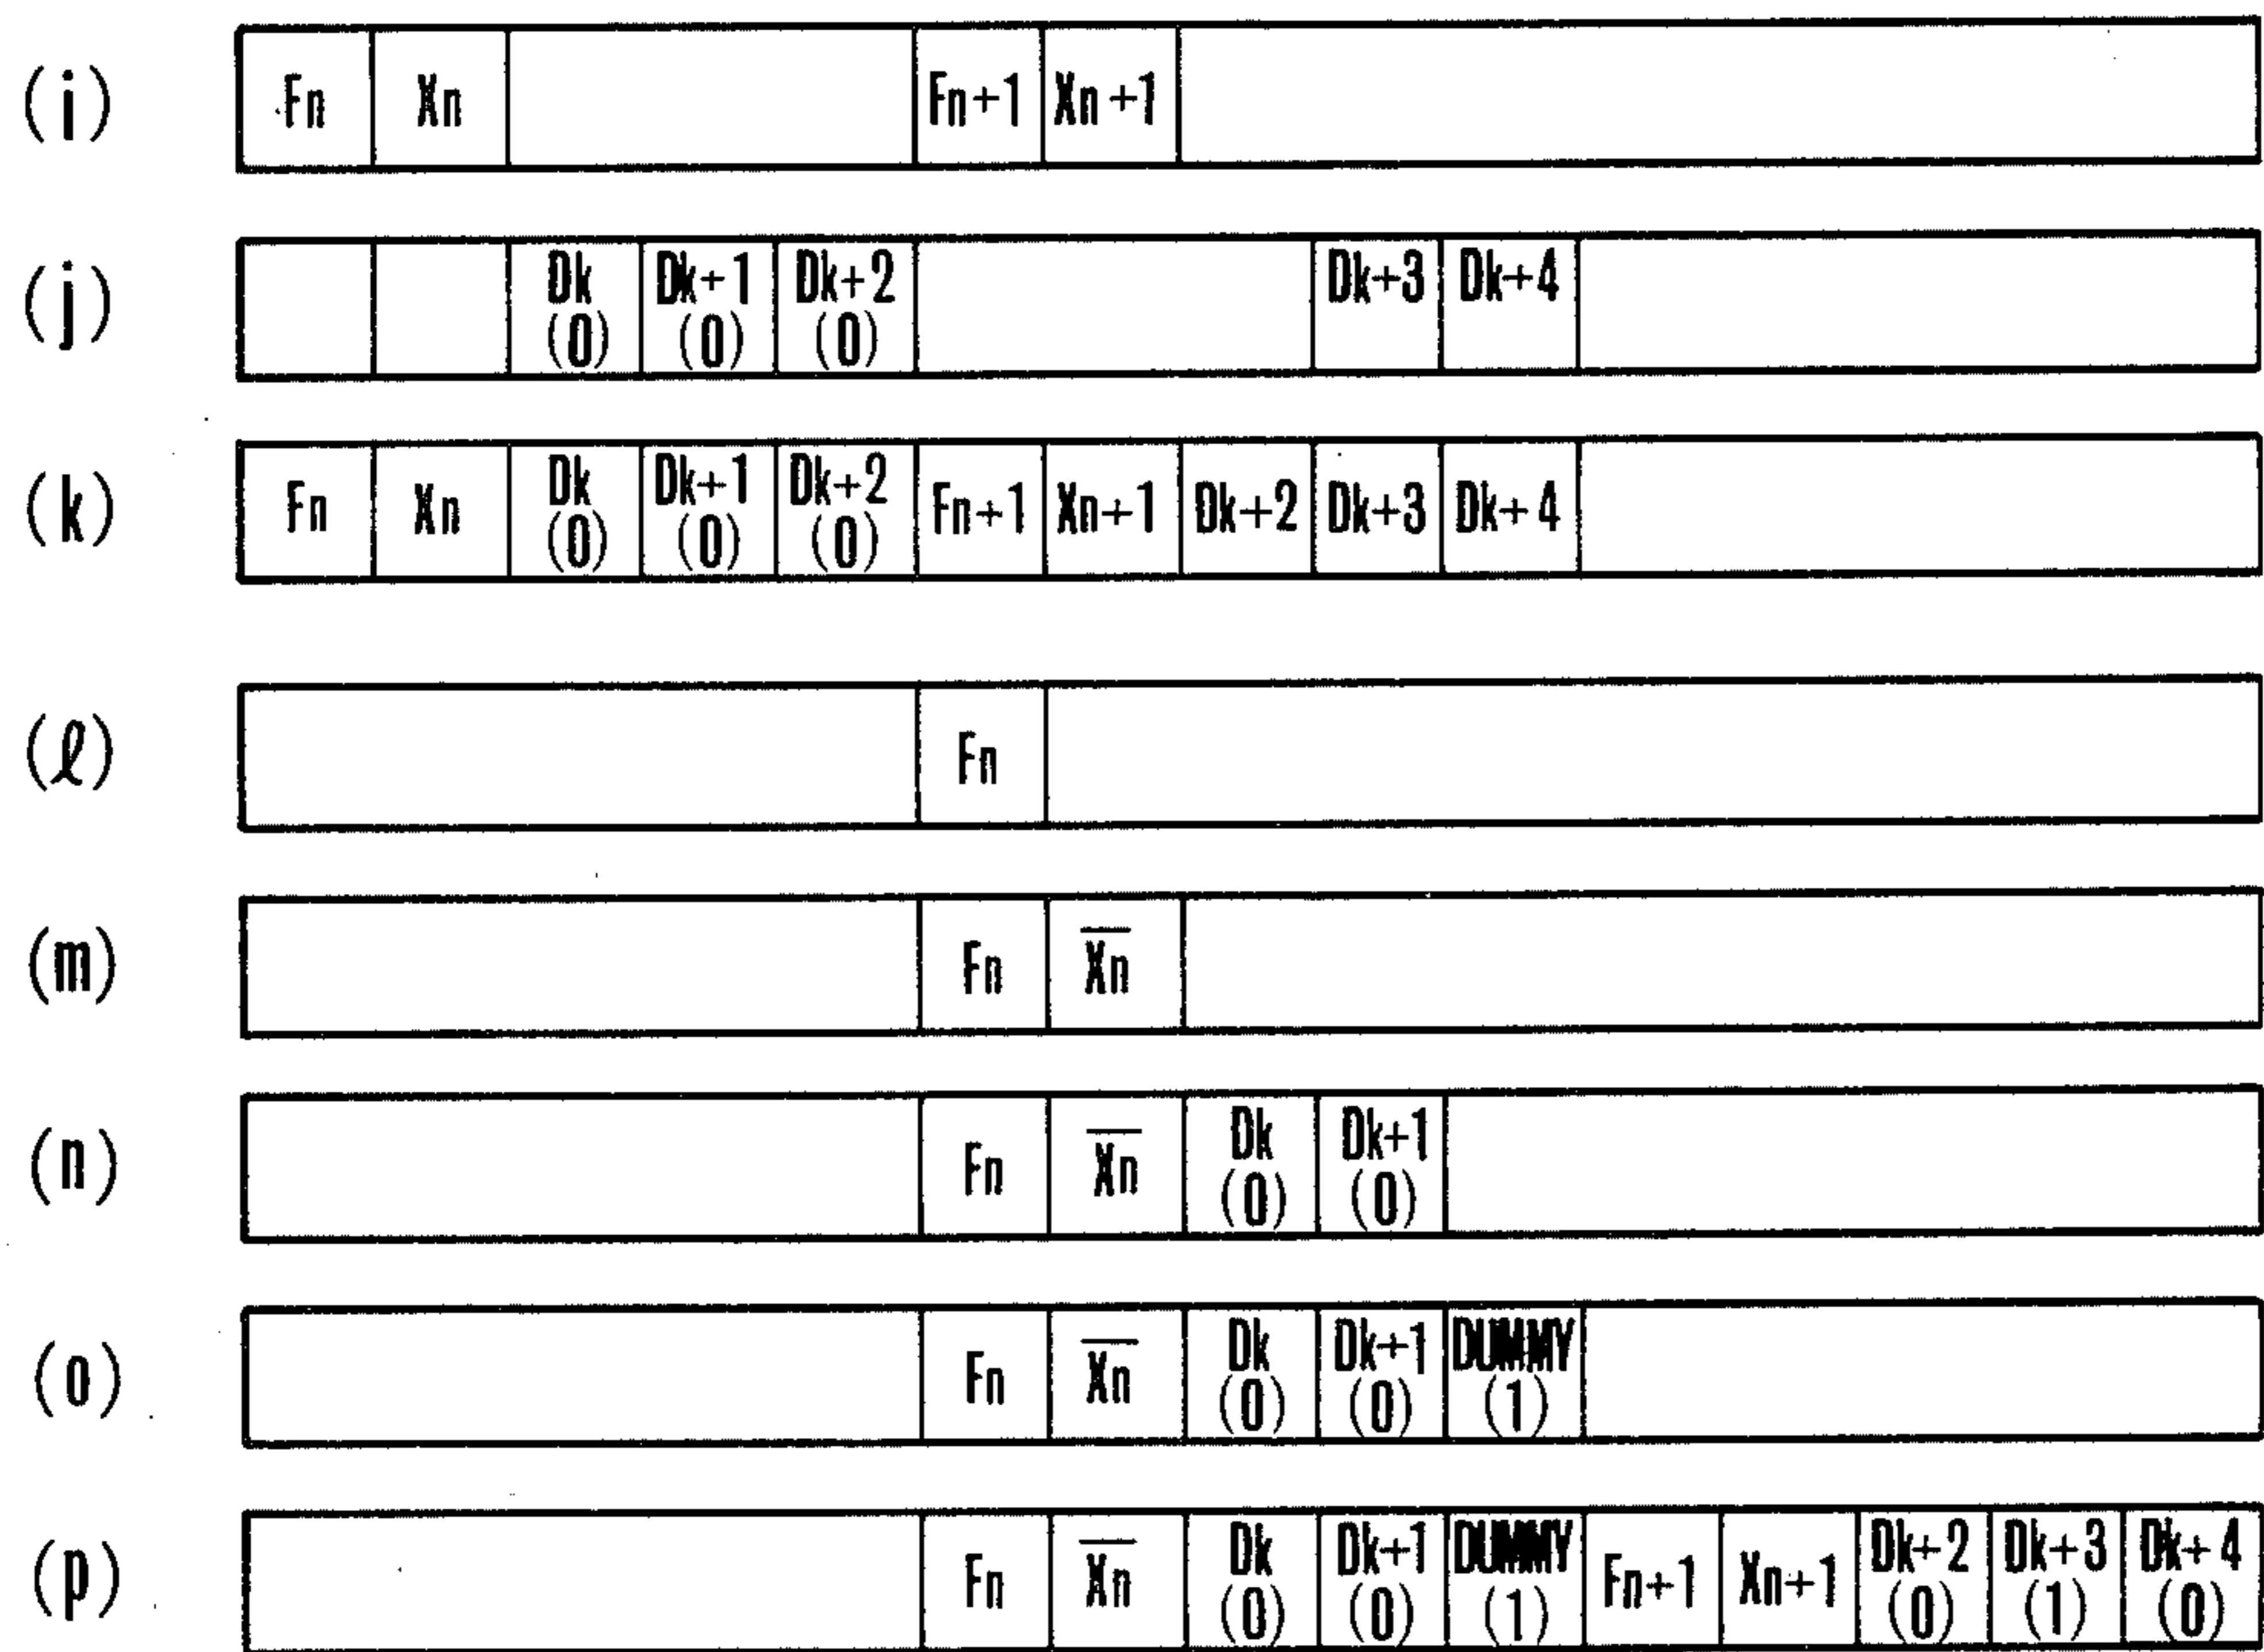 (i) Fn Xn Fn+1 Xn+1
(j) Dk Dk+1 Dk+2 Dk+3 Dk+4
(0) (0) (0)
(k) Fn Xn Dk Dk+1 Dk+2 Fn+1 Xn+1 Dk+2 Dk+3 Dk+4
(0) (0) (0)
(ℓ) Fn
(m) Fn X̅n̅
(n) Fn X̅n̅ Dk Dk+1
(0) (0)
(o) Fn X̅n̅ Dk Dk+1 DUMMY
(0) (0) (1)
(p) Fn X̅n̅ Dk Dk+1 DUMMY Fn+1 Xn+1 Dk+2 Dk+3 Dk+4
(0) (0) (1) (0) (1) (0)